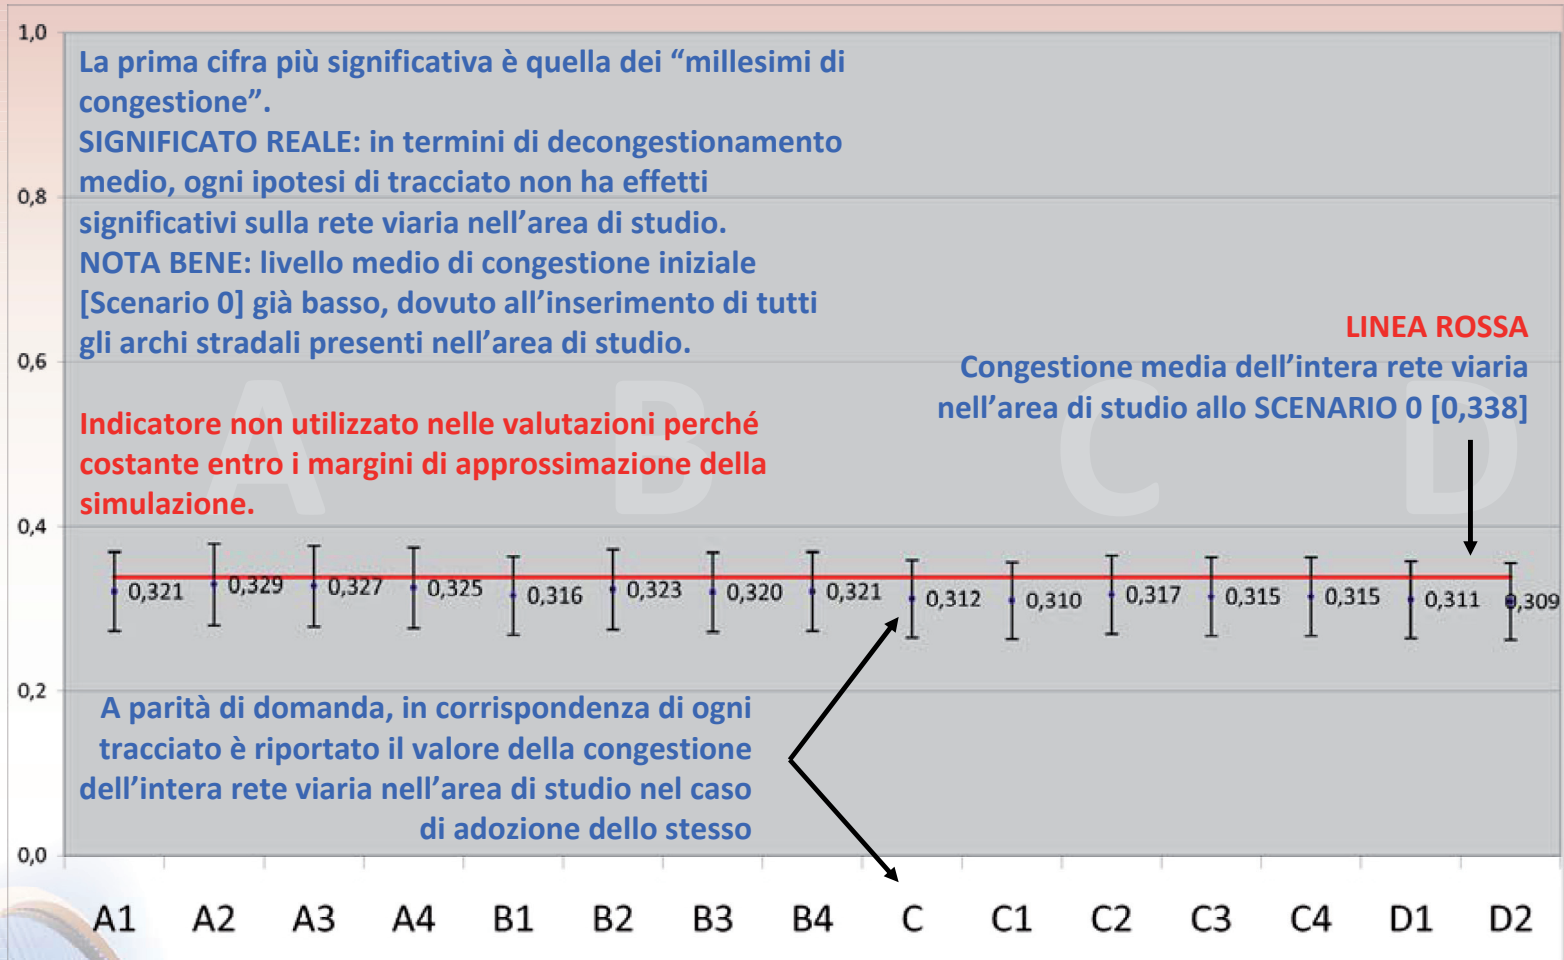 1,0
La prima cifra più significativa è quella dei “millesimi di
congestione”.
SIGNIFICATO REALE: in termini di decongestionamento
medio, ogni ipotesi di tracciato non ha effetti
significativi sulla rete viaria nell’area di studio.
NOTA BENE: livello medio di congestione iniziale
[Scenario 0] già basso, dovuto all’inserimento di tutti
gli archi stradali presenti nell’area di studio.
0,8
0,6
LINEA ROSSA
Congestione media dell’intera rete viaria
nell’area di studio allo SCENARIO 0 [0,338]
A B C D
Indicatore non utilizzato nelle valutazioni perché
costante entro i margini di approssimazione della
simulazione.
0,4
0,321 0,329 0,327 0,325 0,316 0,323 0,320 0,321 0,312 0,310 0,317 0,315 0,315 0,311 0,309
0,2
A parità di domanda, in corrispondenza di ogni
tracciato è riportato il valore della congestione
dell’intera rete viaria nell’area di studio nel caso
di adozione dello stesso
0,0
A1 A2 A3 A4 B1 B2 B3 B4 C C1 C2 C3 C4 D1 D2